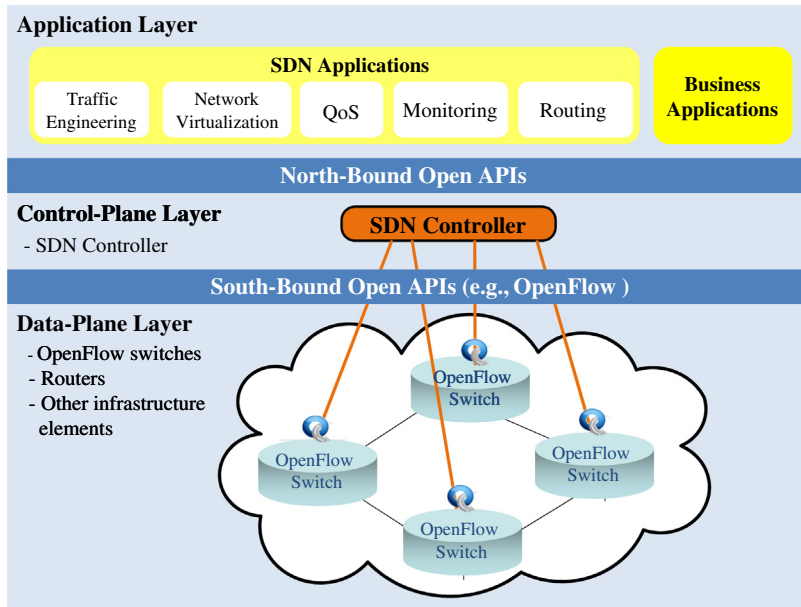 Application Layer
SDN Applications
Traffic
Engineering
Network
Virtualization
QoS
Monitoring
Routing
Business
Applications
North-Bound Open APIs
Control-Plane Layer
- SDN Controller
SDN Controller
South-Bound Open APIs (e.g., OpenFlow )
Data-Plane Layer
- OpenFlow switches
- Routers
- Other infrastructure
elements
OpenFlow
Switch
OpenFlow
Switch
OpenFlow
Switch
OpenFlow
Switch